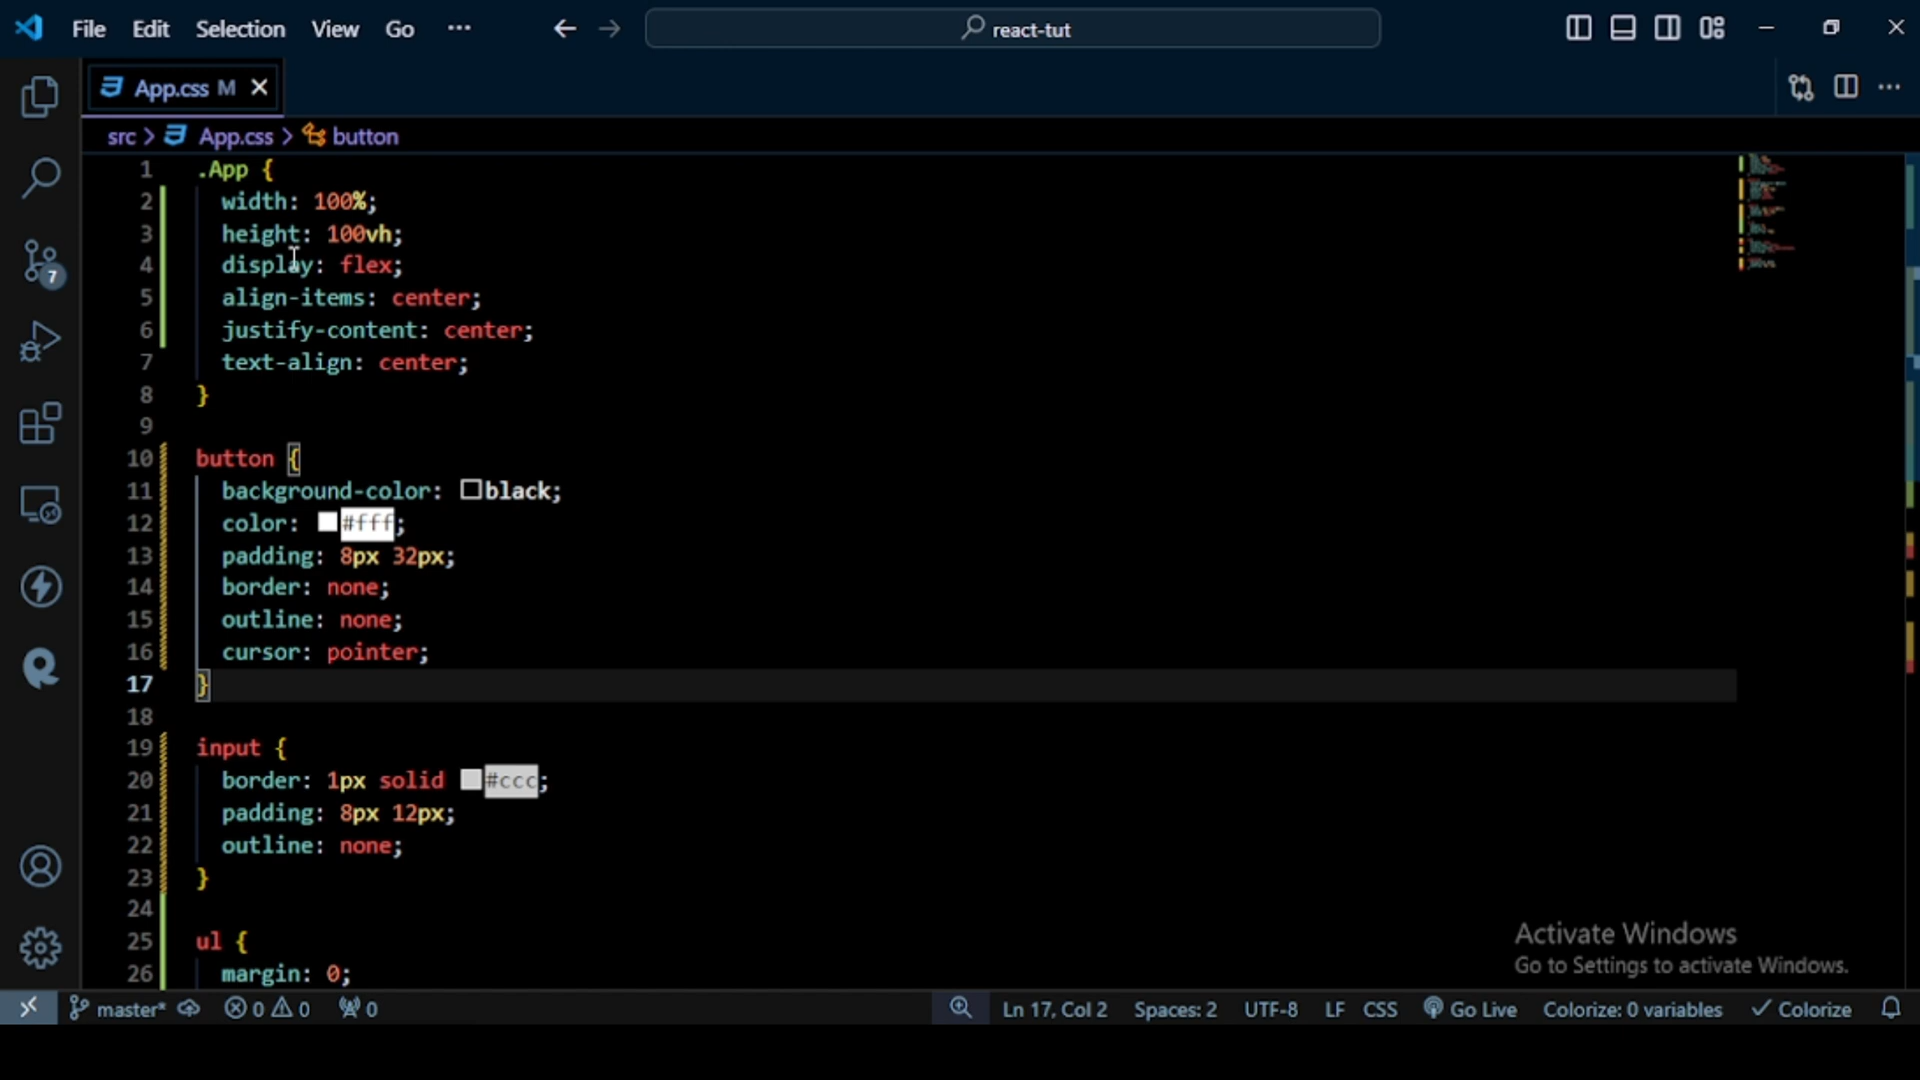 File Edit Selection View Go ··· react-tut
App.css M
src > App.css > button
1 .App {
2 width: 100%;
3 height: 100vh;
4 display: flex;
5 align-items: center;
6 justify-content: center;
7 text-align: center;
8 }
9
10 button {
11 background-color: black;
12 color: #fff;
13 padding: 8px 32px;
14 border: none;
15 outline: none;
16 cursor: pointer;
17 }
18
19 input {
20 border: 1px solid #ccc;
21 padding: 8px 12px;
22 outline: none;
23 }
24
25 ul {
26 margin: 0;
7
Activate Windows
Go to Settings to activate Windows.
master* 0 0 0 Ln 17, Col 2 Spaces: 2 UTF-8 LF CSS Go Live Colorize: 0 variables Colorize